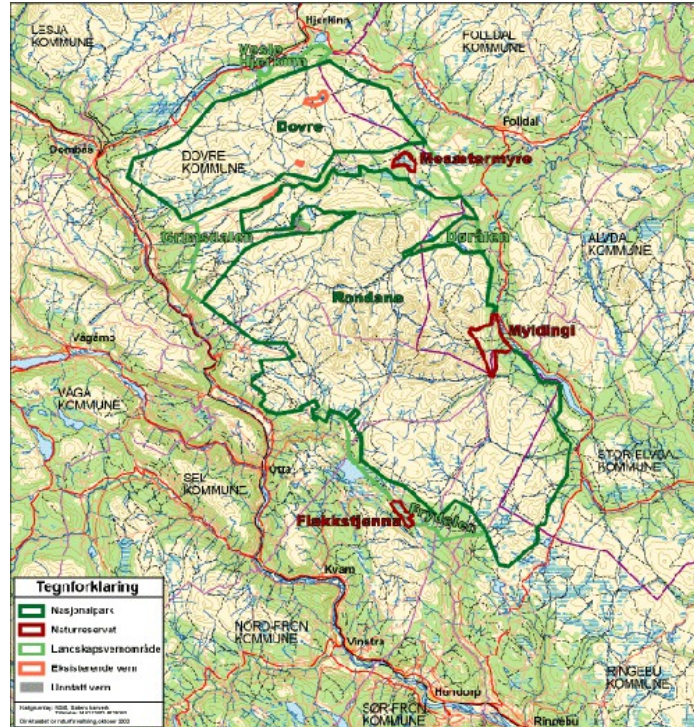 LESJA
KOMMUNE
Hjerkinn
FOLLDAL
KOMMUNE
Hjerkinn
Folldal
Dombås
Dovre
DOVRE
KOMMUNE
Grimsdalen
Dørålen
ALVDAL
KOMMUNE
Rondane
Myldingi
Vågåmo
VÅGÅ
KOMMUNE
STOR-ELVDAL
KOMMUNE
SEL
KOMMUNE
Otta
Frydalen
Flakkstjønna
Kvam
Tegnforklaring
Nasjonalpark
Naturreservat
Landskapsvernområde
Eksisterende vern
Unntatt vern
NORD-FRON
KOMMUNE
Vinstra
RINGEBU
KOMMUNE
Hundorp
SØR-FRON
KOMMUNE
Ringebu